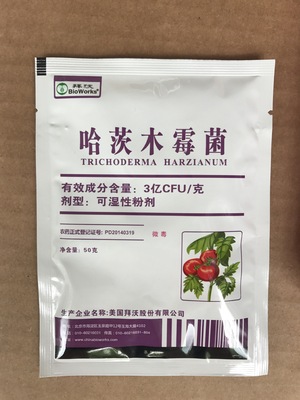 拜沃
BioWorks®
哈茨木霉菌
TRICHODERMA HARZIANUM
有效成分含量：3亿CFU/克
剂型：可湿性粉剂
农药正式登记证号：PD20140319
微毒
净含量：50克
生产企业名称：美国拜沃股份有限公司